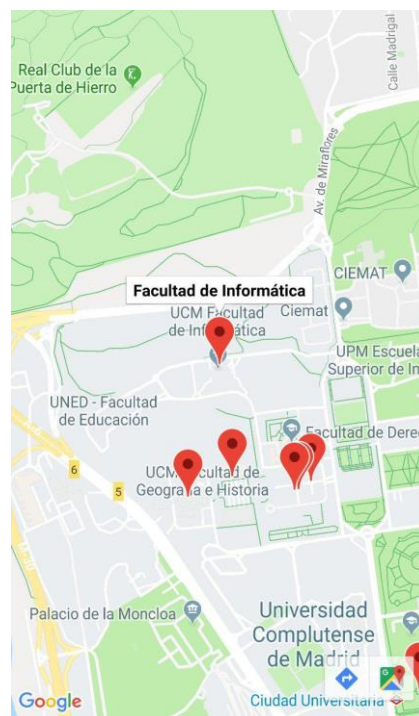 Calle Madrigal
Real Club de la
Puerta de Hierro
Av. de Miraflores
CIEMAT
Facultad de Informática
UCM Facultad
de Informática
Ciemat
UPM Escuela
Superior de In
UNED - Facultad
de Educación
Facultad de Dere
6
UCM Facultad de
Geografía e Historia
5
Palacio de la Moncloa
Universidad
Complutense
de Madrid
G
Google
Ciudad Universitaria